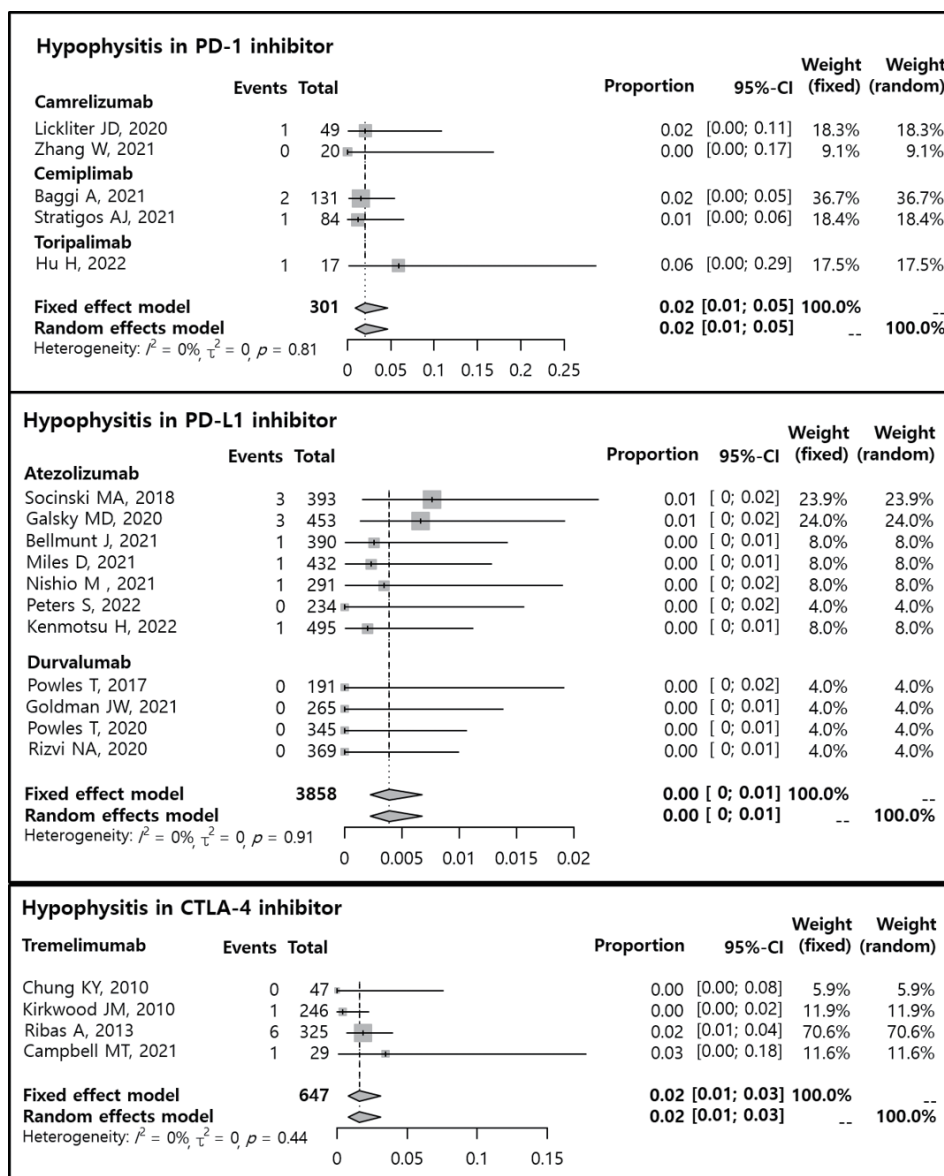 Hypophysitis in PD-1 inhibitor
Events Total Proportion 95%-CI Weight (fixed) Weight (random)
Camrelizumab
Lickliter JD, 2020 1 49 0.02 [0.00; 0.11] 18.3% 18.3%
Zhang W, 2021 0 20 0.00 [0.00; 0.17] 9.1% 9.1%
Cemiplimab
Baggi A, 2021 2 131 0.02 [0.00; 0.05] 36.7% 36.7%
Stratigos AJ, 2021 1 84 0.01 [0.00; 0.06] 18.4% 18.4%
Toripalimab
Hu H, 2022 1 17 0.06 [0.00; 0.29] 17.5% 17.5%
Fixed effect model 301 0.02 [0.01; 0.05] 100.0% --
Random effects model 0.02 [0.01; 0.05] -- 100.0%
Heterogeneity: I² = 0%, τ² = 0, p = 0.81
0 0.05 0.1 0.15 0.2 0.25
Hypophysitis in PD-L1 inhibitor
Events Total Proportion 95%-CI Weight (fixed) Weight (random)
Atezolizumab
Socinski MA, 2018 3 393 0.01 [ 0; 0.02] 23.9% 23.9%
Galsky MD, 2020 3 453 0.01 [ 0; 0.02] 24.0% 24.0%
Bellmunt J, 2021 1 390 0.00 [ 0; 0.01] 8.0% 8.0%
Miles D, 2021 1 432 0.00 [ 0; 0.01] 8.0% 8.0%
Nishio M , 2021 1 291 0.00 [ 0; 0.02] 8.0% 8.0%
Peters S, 2022 0 234 0.00 [ 0; 0.02] 4.0% 4.0%
Kenmotsu H, 2022 1 495 0.00 [ 0; 0.01] 8.0% 8.0%
Durvalumab
Powles T, 2017 0 191 0.00 [ 0; 0.02] 4.0% 4.0%
Goldman JW, 2021 0 265 0.00 [ 0; 0.01] 4.0% 4.0%
Powles T, 2020 0 345 0.00 [ 0; 0.01] 4.0% 4.0%
Rizvi NA, 2020 0 369 0.00 [ 0; 0.01] 4.0% 4.0%
Fixed effect model 3858 0.00 [ 0; 0.01] 100.0% --
Random effects model 0.00 [ 0; 0.01] -- 100.0%
Heterogeneity: I² = 0%, τ² = 0, p = 0.91
0 0.005 0.01 0.015 0.02
Hypophysitis in CTLA-4 inhibitor
Tremelimumab Events Total Proportion 95%-CI Weight (fixed) Weight (random)
Chung KY, 2010 0 47 0.00 [0.00; 0.08] 5.9% 5.9%
Kirkwood JM, 2010 1 246 0.00 [0.00; 0.02] 11.9% 11.9%
Ribas A, 2013 6 325 0.02 [0.01; 0.04] 70.6% 70.6%
Campbell MT, 2021 1 29 0.03 [0.00; 0.18] 11.6% 11.6%
Fixed effect model 647 0.02 [0.01; 0.03] 100.0% --
Random effects model 0.02 [0.01; 0.03] -- 100.0%
Heterogeneity: I² = 0%, τ² = 0, p = 0.44
0 0.05 0.1 0.15